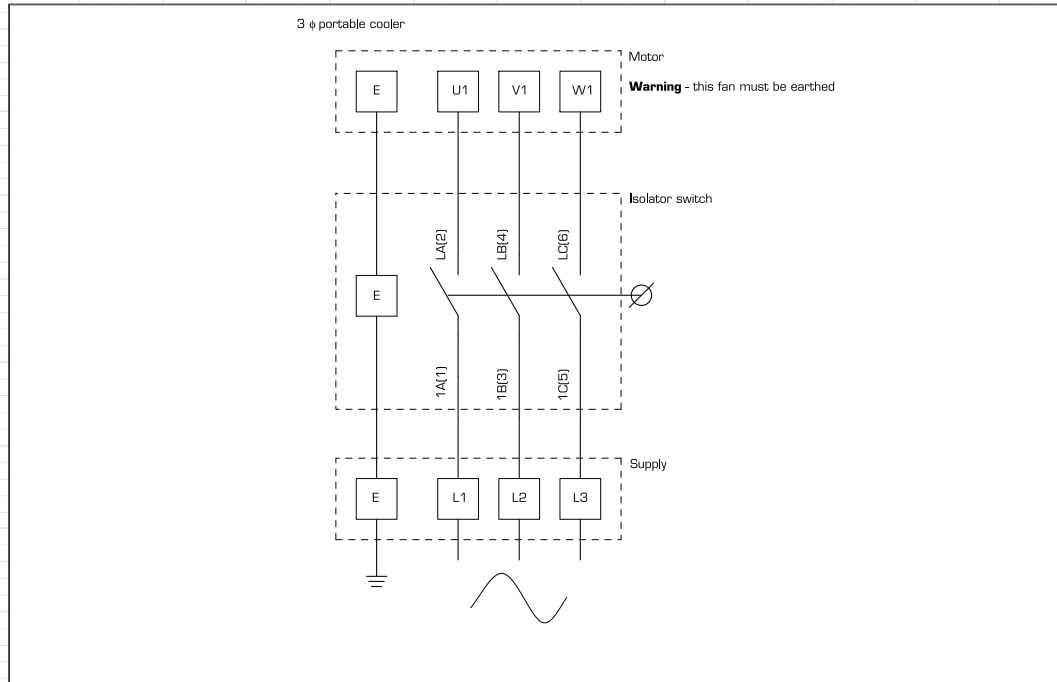 3 ϕ portable cooler
Motor
E U1 V1 W1
Warning - this fan must be earthed
Isolator switch
LA(2) LB(4) LC(6)
E
1A(1) 1B(3) 1C(5)
Supply
E L1 L2 L3